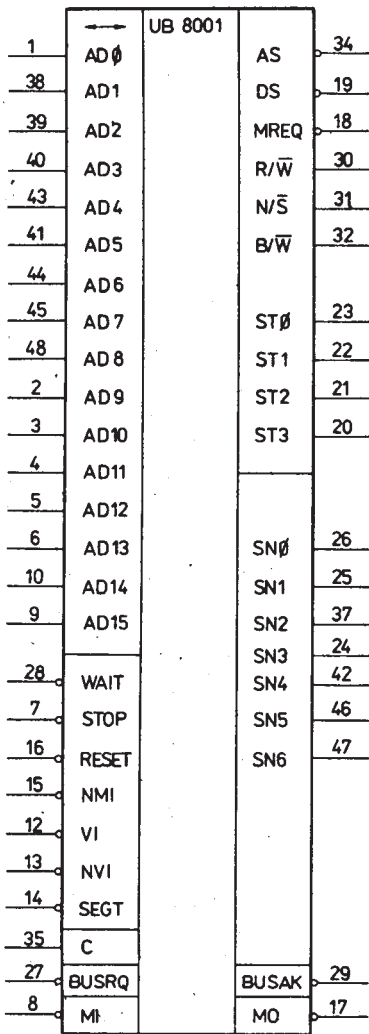 UB 8001
1 AD0 AS 34
38 AD1 DS 19
39 AD2 MREQ 18
40 AD3 R/W̅ 30
43 AD4 N/S̅ 31
41 AD5 B/W̅ 32
44 AD6
45 AD7 STØ 23
48 AD8 ST1 22
2 AD9 ST2 21
3 AD10 ST3 20
4 AD11
5 AD12
6 AD13 SNØ 26
10 AD14 SN1 25
9 AD15 SN2 37
SN3 24
28 WAIT SN4 42
7 STOP SN5 46
16 RESET SN6 47
15 NMI
12 VI
13 NVI
14 SEGT
35 C
27 BUSRQ BUSAK 29
8 MI MO 17